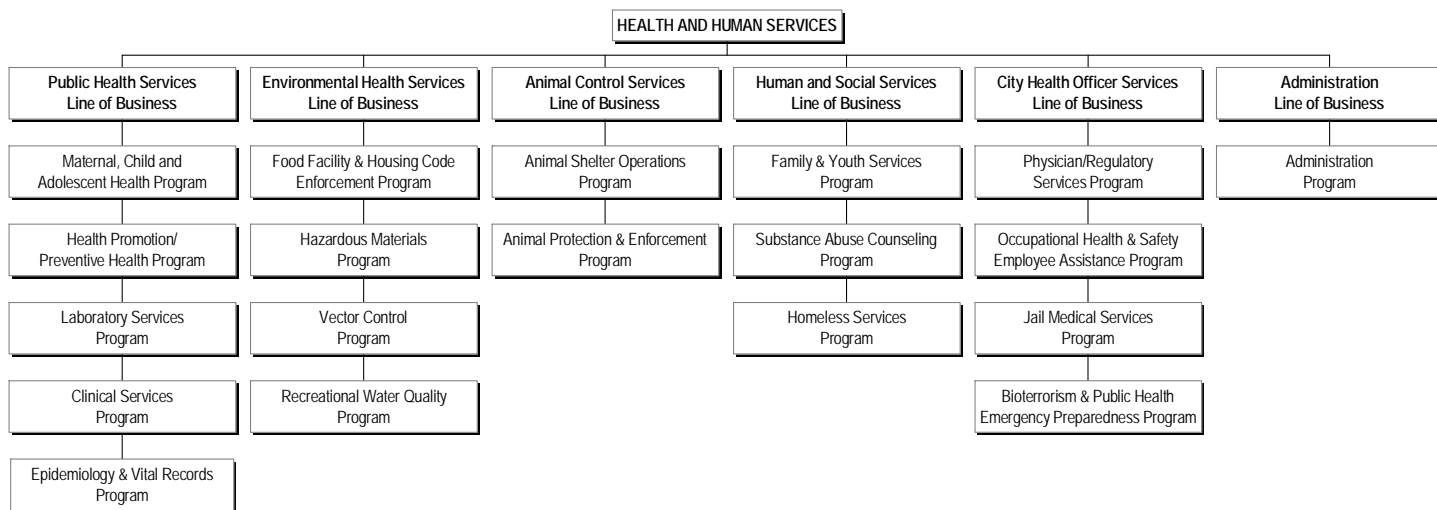 HEALTH AND HUMAN SERVICES
Public Health Services
Line of Business
Maternal, Child and
Adolescent Health Program
Health Promotion/
Preventive Health Program
Laboratory Services
Program
Clinical Services
Program
Epidemiology & Vital Records
Program
Environmental Health Services
Line of Business
Food Facility & Housing Code
Enforcement Program
Hazardous Materials
Program
Vector Control
Program
Recreational Water Quality
Program
Animal Control Services
Line of Business
Animal Shelter Operations
Program
Animal Protection & Enforcement
Program
Human and Social Services
Line of Business
Family & Youth Services
Program
Substance Abuse Counseling
Program
Homeless Services
Program
City Health Officer Services
Line of Business
Physician/Regulatory
Services Program
Occupational Health & Safety
Employee Assistance Program
Jail Medical Services
Program
Bioterrorism & Public Health
Emergency Preparedness Program
Administration
Line of Business
Administration
Program